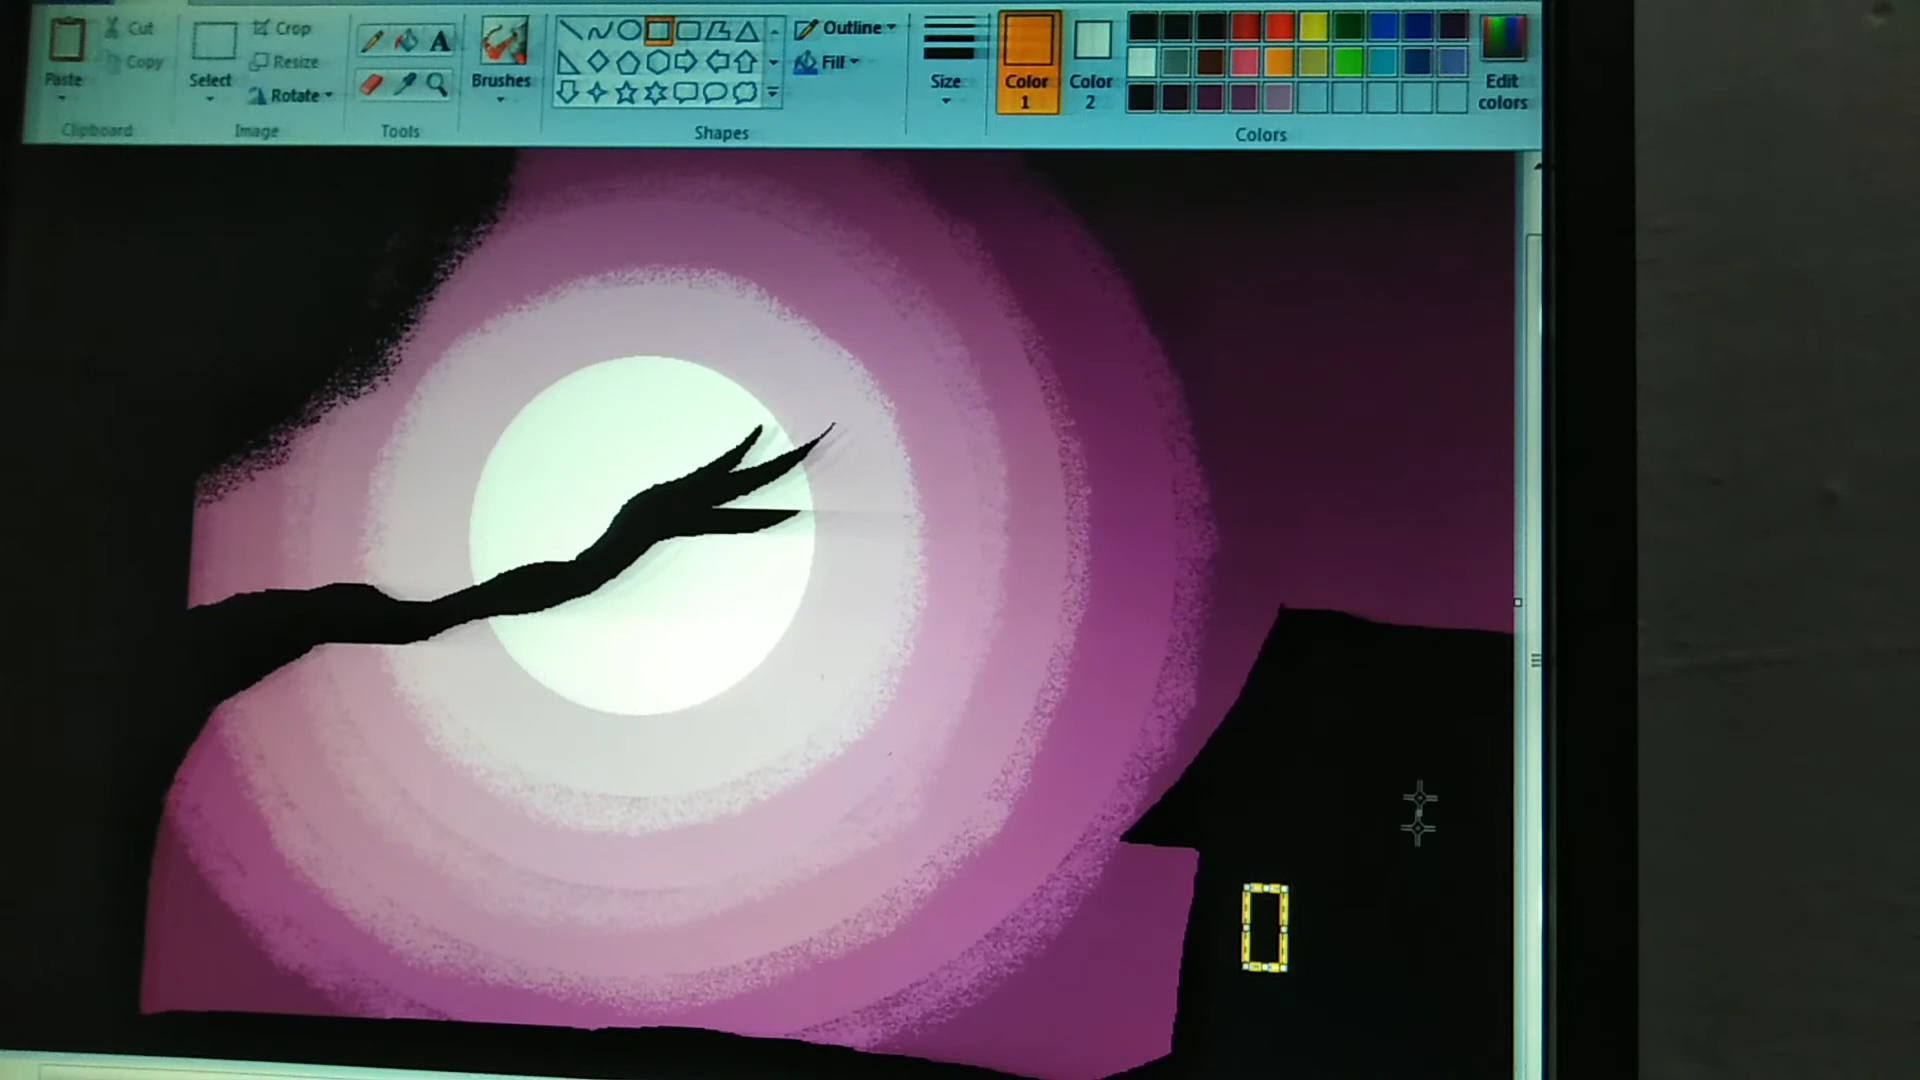 Paste
Cut
Copy
Clipboard
Select
Crop
Resize
Rotate
Image
A
Tools
Brushes
Shapes
Outline
Fill
Size
Color
1
Color
2
Edit
colors
Colors